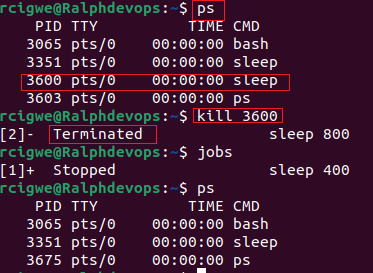 rcigwe@Ralphdevops:~$ ps
PID TTY TIME CMD
3065 pts/0 00:00:00 bash
3351 pts/0 00:00:00 sleep
3600 pts/0 00:00:00 sleep
3603 pts/0 00:00:00 ps
rcigwe@Ralphdevops:~$ kill 3600
[2]- Terminated sleep 800
rcigwe@Ralphdevops:~$ jobs
[1]+ Stopped sleep 400
rcigwe@Ralphdevops:~$ ps
PID TTY TIME CMD
3065 pts/0 00:00:00 bash
3351 pts/0 00:00:00 sleep
3675 pts/0 00:00:00 ps